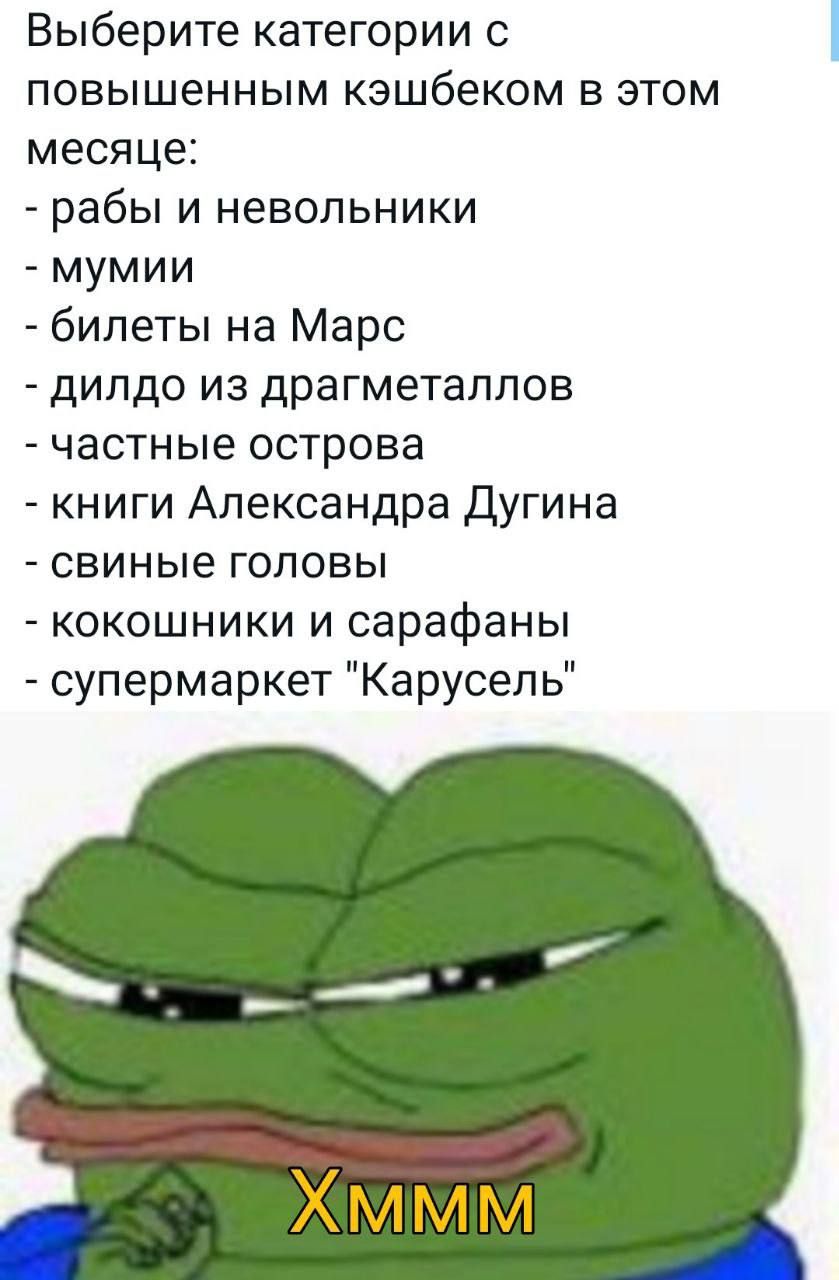 Выберите категории с
повышенным кэшбеком в этом
месяце:
- рабы и невольники
- мумии
- билеты на Марс
- дилдо из драгметаллов
- частные острова
- книги Александра Дугина
- свиные головы
- кокошники и сарафаны
- супермаркет "Карусель"
Хммм